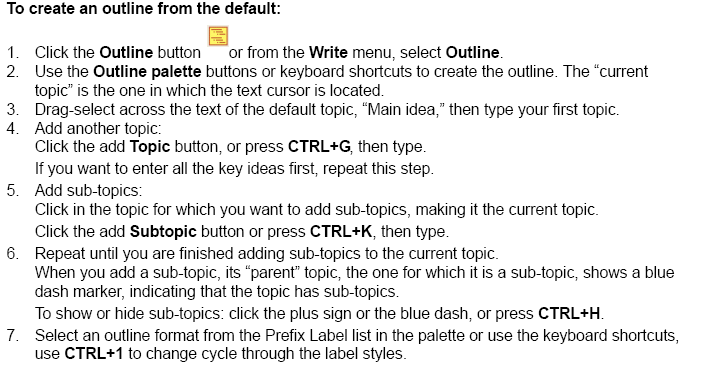 To create an outline from the default:
1. Click the Outline button or from the Write menu, select Outline.
2. Use the Outline palette buttons or keyboard shortcuts to create the outline. The “current
topic” is the one in which the text cursor is located.
3. Drag-select across the text of the default topic, “Main idea,” then type your first topic.
4. Add another topic:
Click the add Topic button, or press CTRL+G, then type.
If you want to enter all the key ideas first, repeat this step.
5. Add sub-topics:
Click in the topic for which you want to add sub-topics, making it the current topic.
Click the add Subtopic button or press CTRL+K, then type.
6. Repeat until you are finished adding sub-topics to the current topic.
When you add a sub-topic, its “parent” topic, the one for which it is a sub-topic, shows a blue
dash marker, indicating that the topic has sub-topics.
To show or hide sub-topics: click the plus sign or the blue dash, or press CTRL+H.
7. Select an outline format from the Prefix Label list in the palette or use the keyboard shortcuts,
use CTRL+1 to change cycle through the label styles.